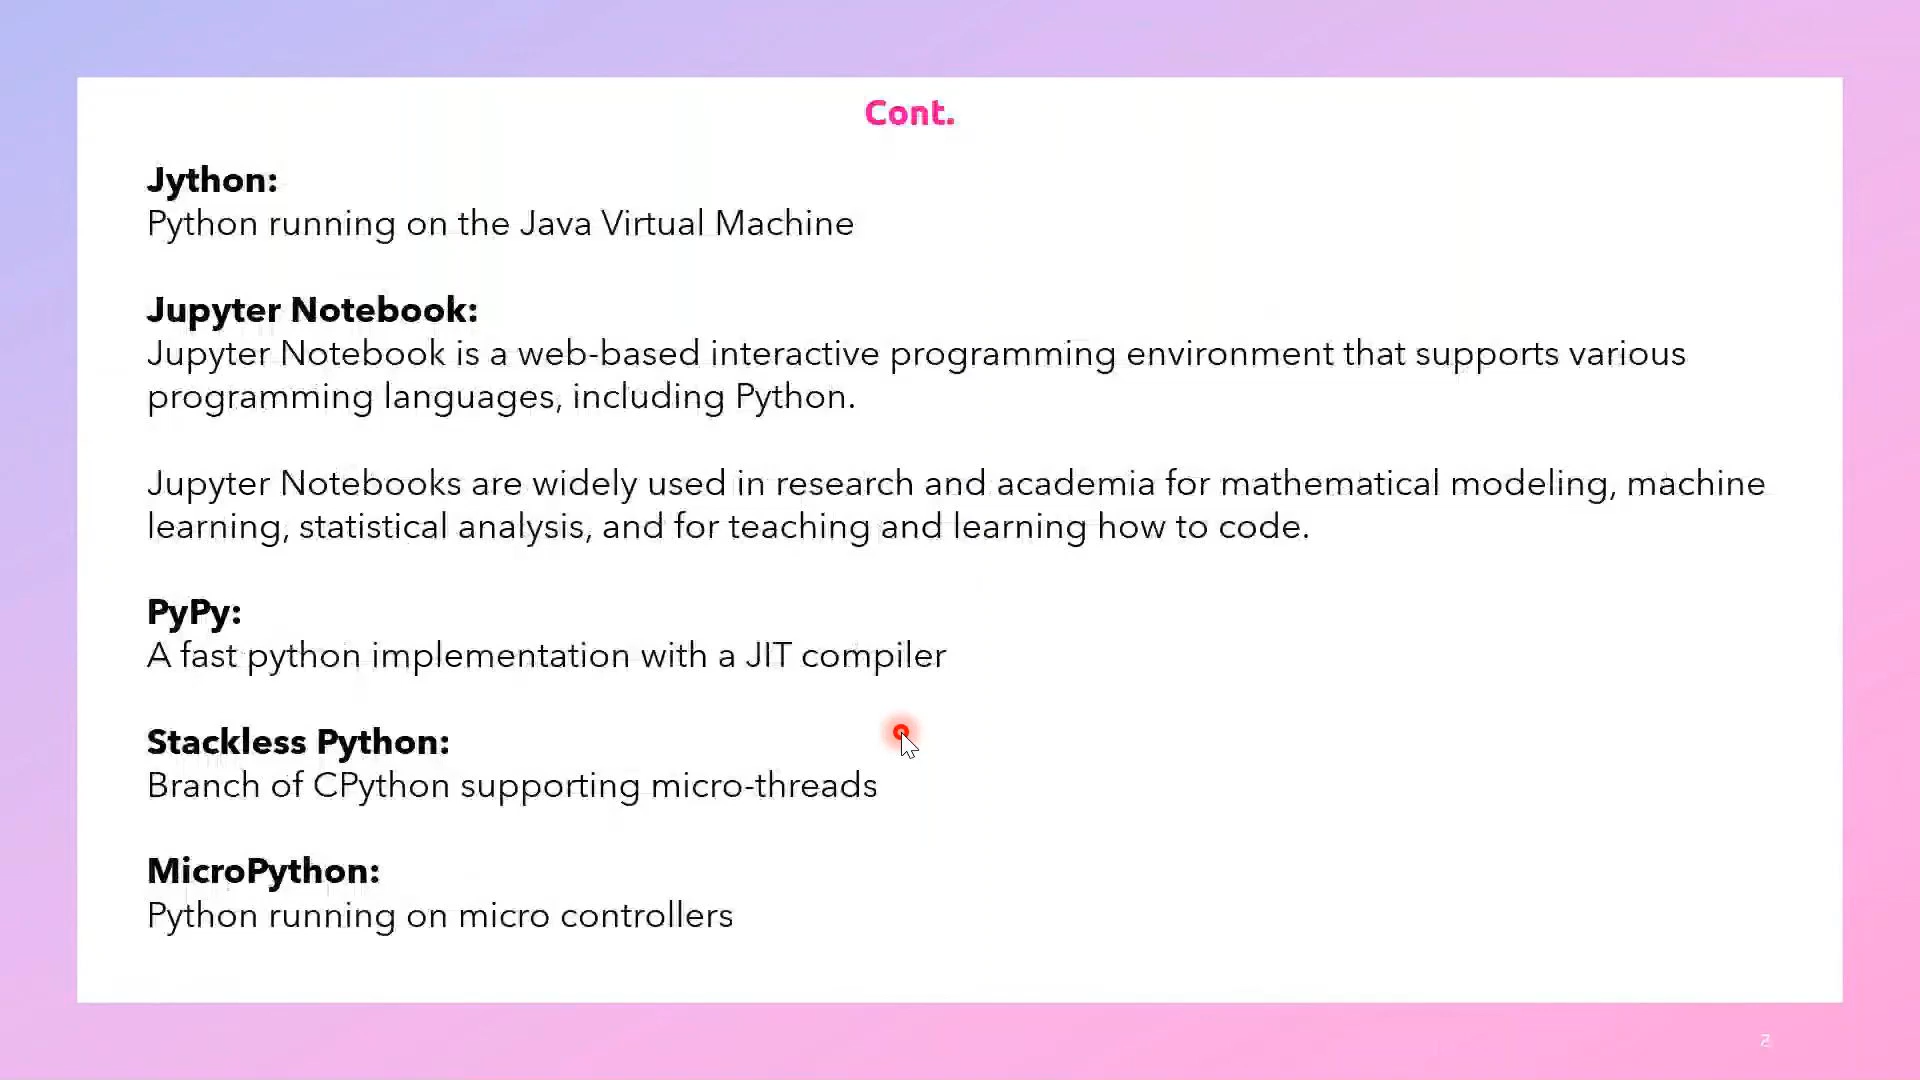 Cont.
Jython:
Python running on the Java Virtual Machine
Jupyter Notebook:
Jupyter Notebook is a web-based interactive programming environment that supports various
programming languages, including Python.
Jupyter Notebooks are widely used in research and academia for mathematical modeling, machine
learning, statistical analysis, and for teaching and learning how to code.
PyPy:
A fast python implementation with a JIT compiler
Stackless Python:
Branch of CPython supporting micro-threads
MicroPython:
Python running on micro controllers